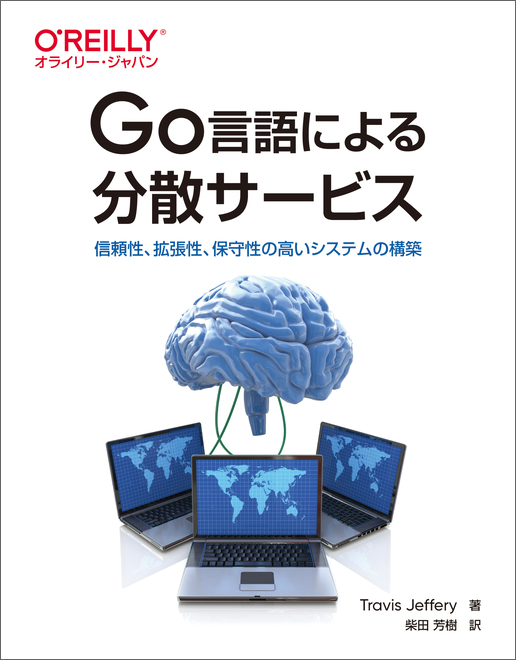 O'REILLY®
オライリー・ジャパン
Go言語による
分散サービス
信頼性、拡張性、保守性の高いシステムの構築
Travis Jeffery 著
柴田 芳樹 訳